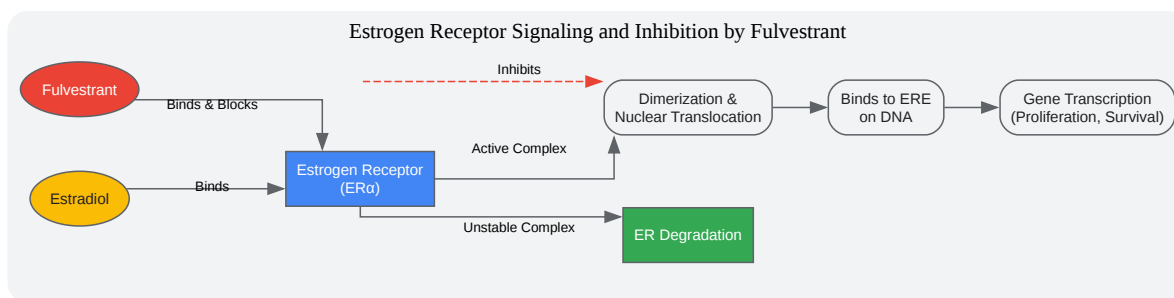 Estrogen Receptor Signaling and Inhibition by Fulvestrant
Fulvestrant
Binds & Blocks
Inhibits
Dimerization &
Nuclear Translocation
Binds to ERE
on DNA
Gene Transcription
(Proliferation, Survival)
Estradiol
Binds
Estrogen Receptor
(ERα)
Active Complex
Unstable Complex
ER Degradation